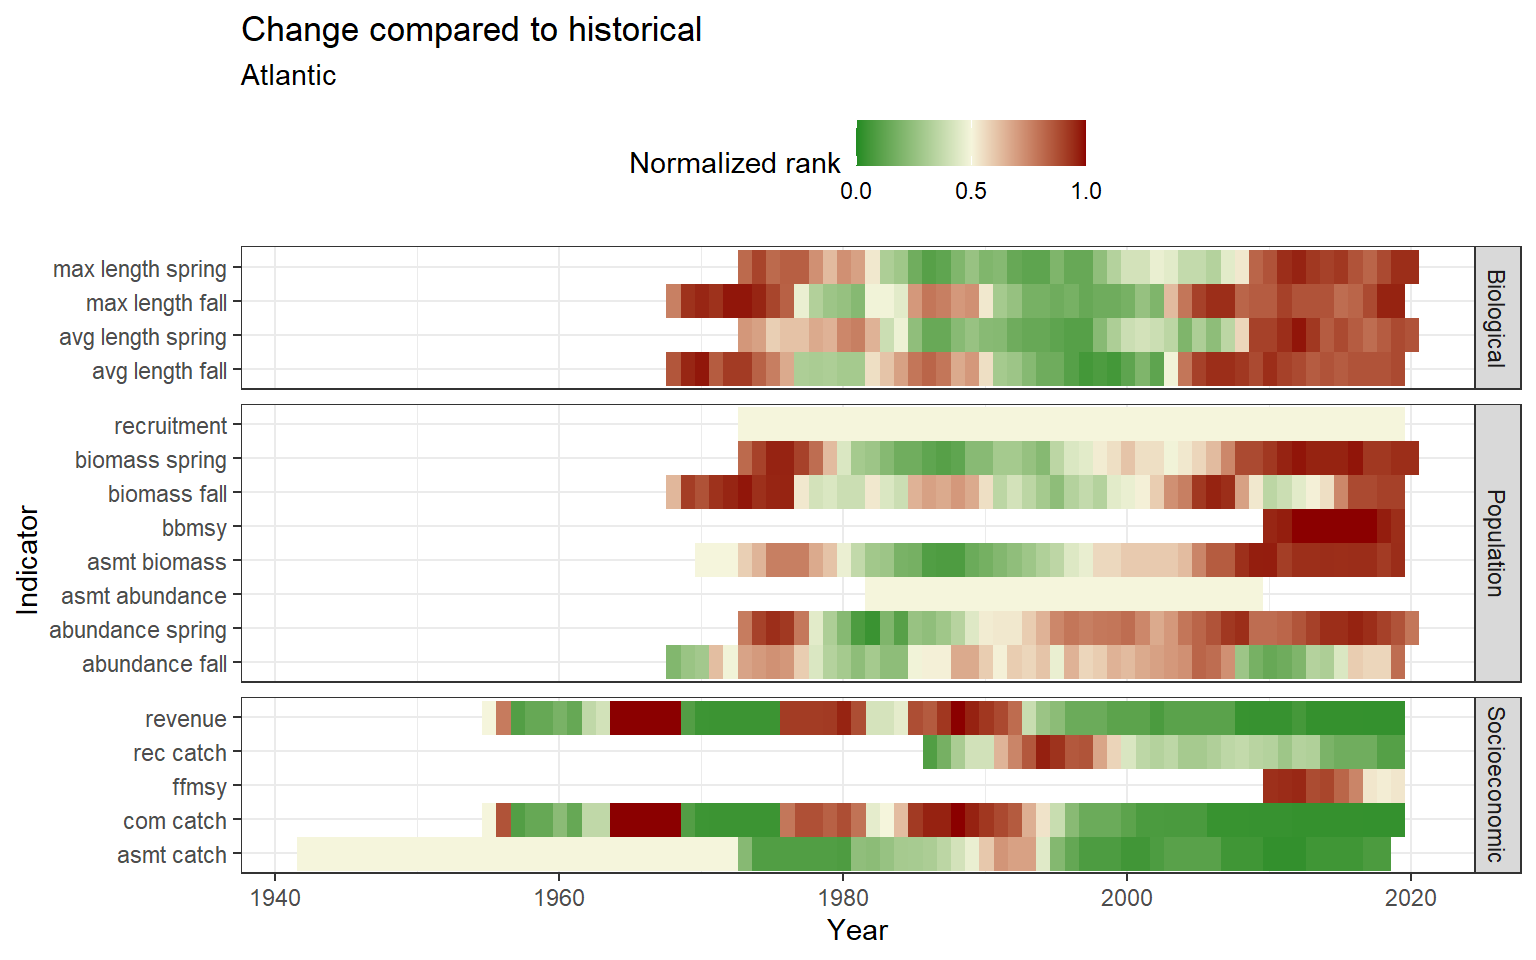 Change compared to historical
Atlantic
Normalized rank
0.0 0.5 1.0
Indicator
max length spring
max length fall
avg length spring
avg length fall
Biological
recruitment
biomass spring
biomass fall
bbmsy
asmt biomass
asmt abundance
abundance spring
abundance fall
Population
revenue
rec catch
ffmsy
com catch
asmt catch
Socioeconomic
1940 1960 1980 2000 2020
Year